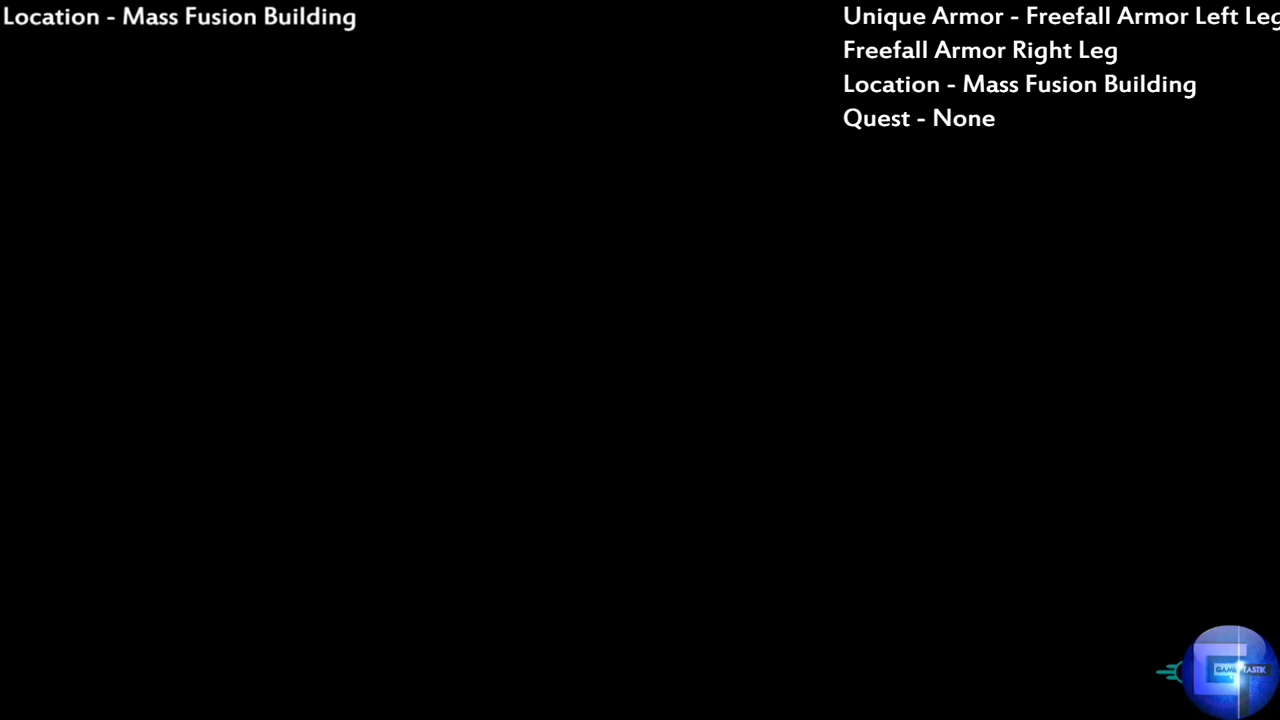 Location - Mass Fusion Building
Unique Armor - Freefall Armor Left Leg
Freefall Armor Right Leg
Location - Mass Fusion Building
Quest - None